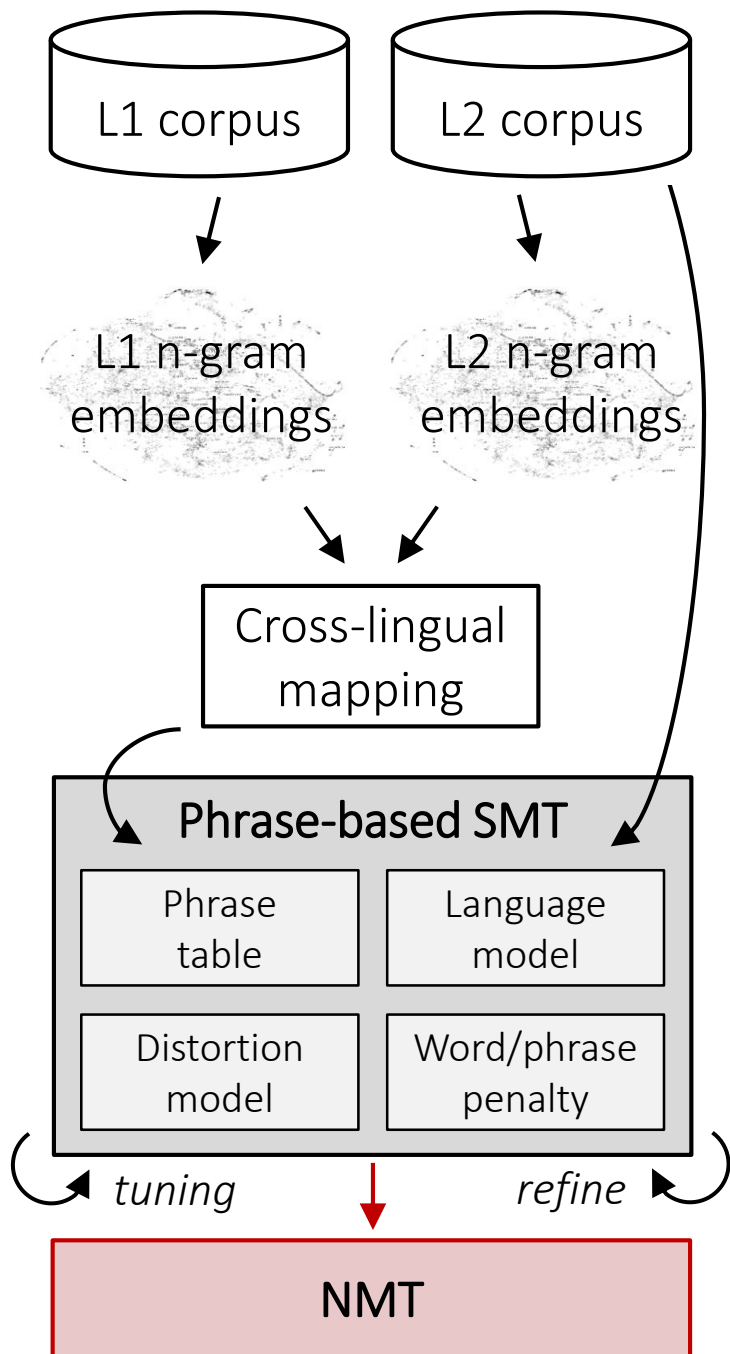 L1 corpus
L2 corpus
L1 n-gram
embeddings
L2 n-gram
embeddings
Cross-lingual
mapping
Phrase-based SMT
Phrase
table
Language
model
Distortion
model
Word/phrase
penalty
tuning
refine
NMT